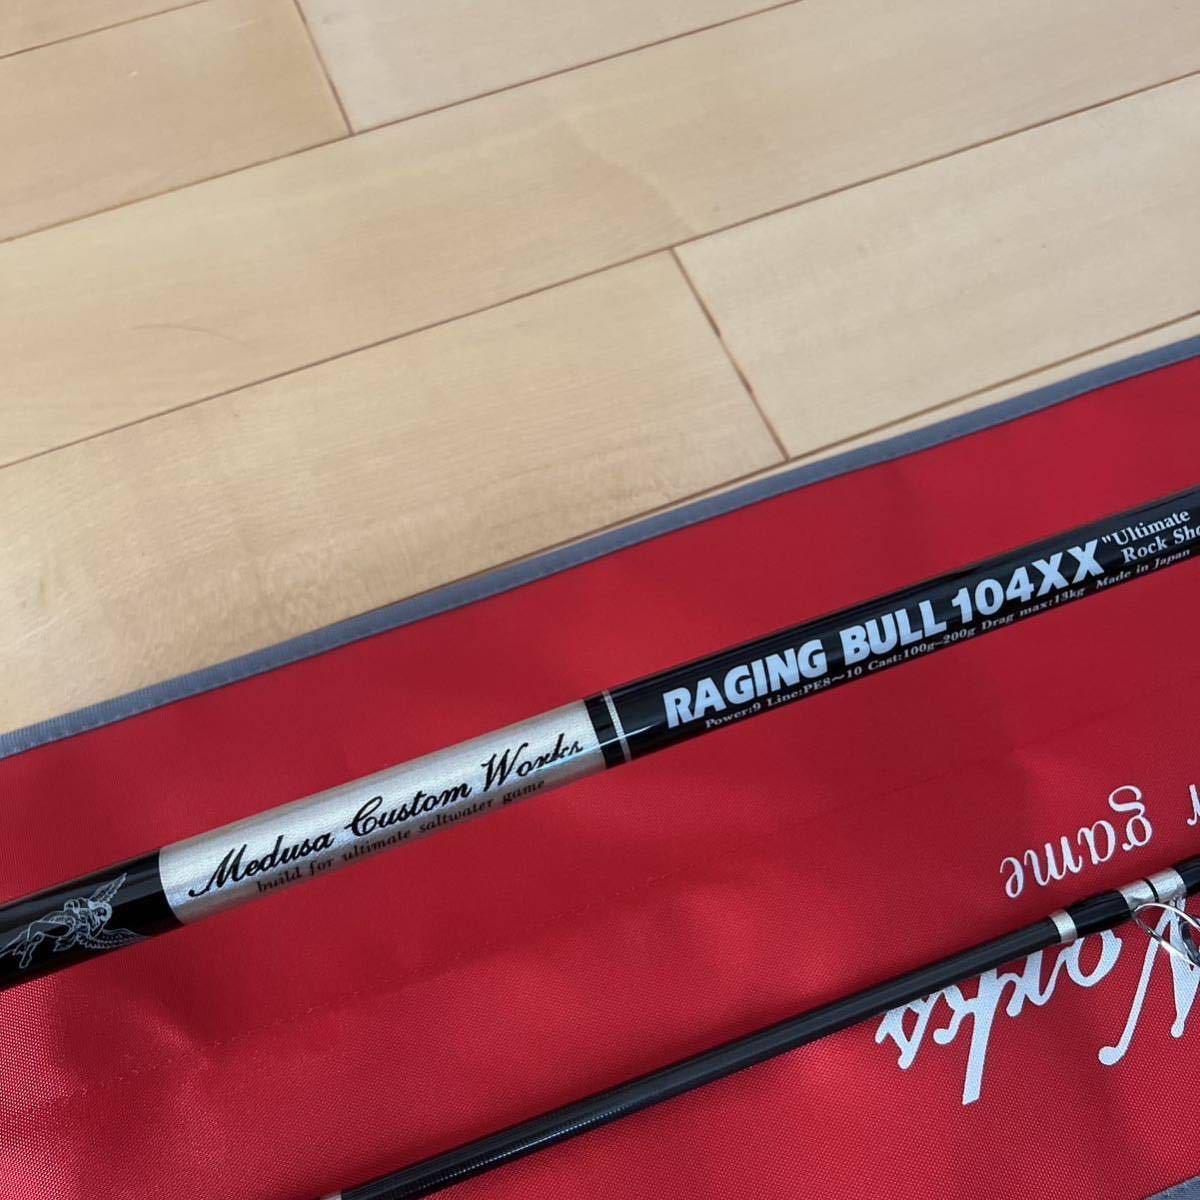 Medusa Custom Works
build for ultimate saltwater game
RAGING BULL 104XX
"Ultimate
Rock
Power:9 Line:PE8～10 Cast:100g-200g Drag max:13kg Made in Japan
game
Works